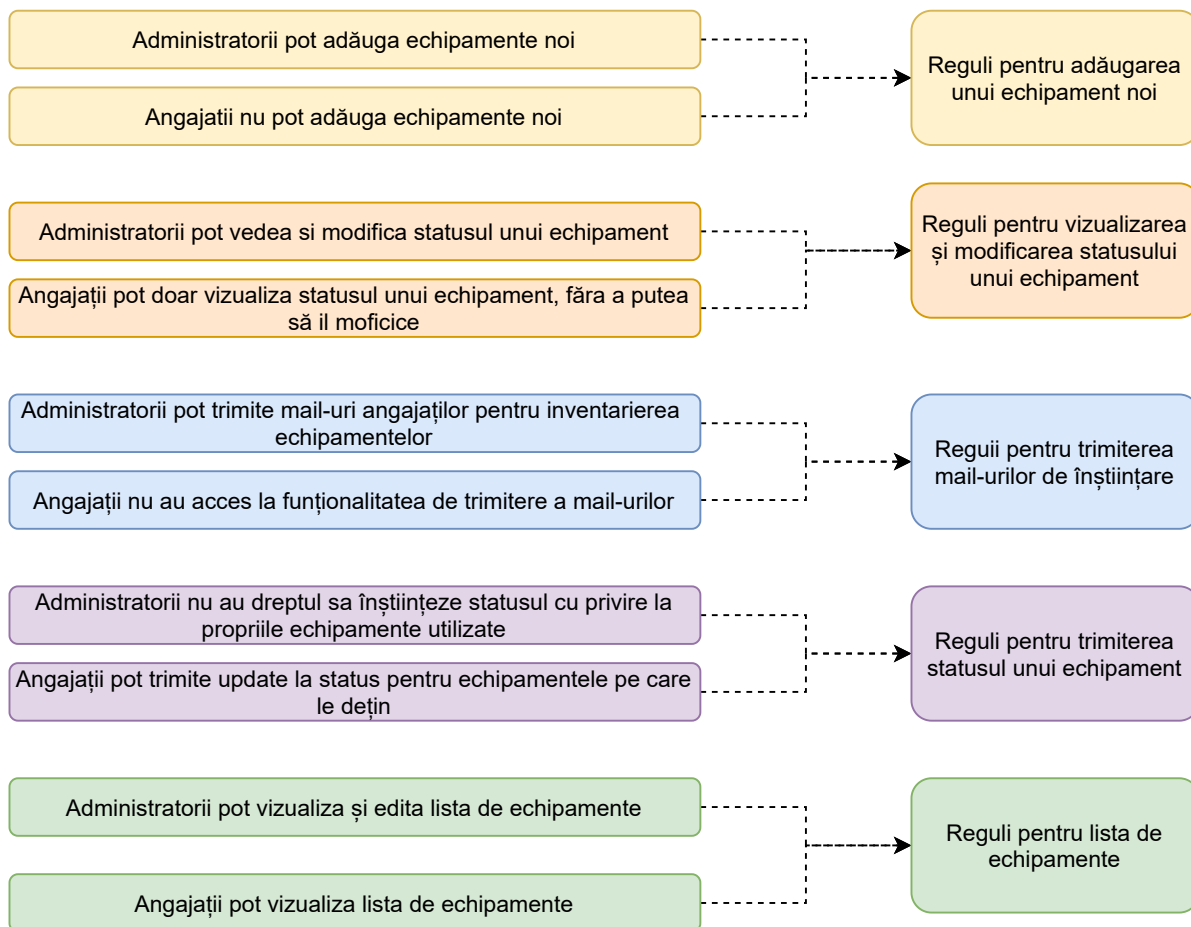 Administratorii pot adăuga echipamente noi
Angajatii nu pot adăuga echipamente noi
Reguli pentru adăugarea
unui echipament noi
Administratorii pot vedea si modifica statusul unui echipament
Angajații pot doar vizualiza statusul unui echipament, făra a putea
să il moficice
Reguli pentru vizualizarea
și modificarea statusului
unui echipament
Administratorii pot trimite mail-uri angajaților pentru inventarierea
echipamentelor
Angajații nu au acces la funționalitatea de trimitere a mail-urilor
Reguii pentru trimiterea
mail-urilor de înștiințare
Administratorii nu au dreptul sa înștiințeze statusul cu privire la
propriile echipamente utilizate
Angajații pot trimite update la status pentru echipamentele pe care
le dețin
Reguli pentru trimiterea
statusul unui echipament
Administratorii pot vizualiza și edita lista de echipamente
Angajații pot vizualiza lista de echipamente
Reguli pentru lista de
echipamente